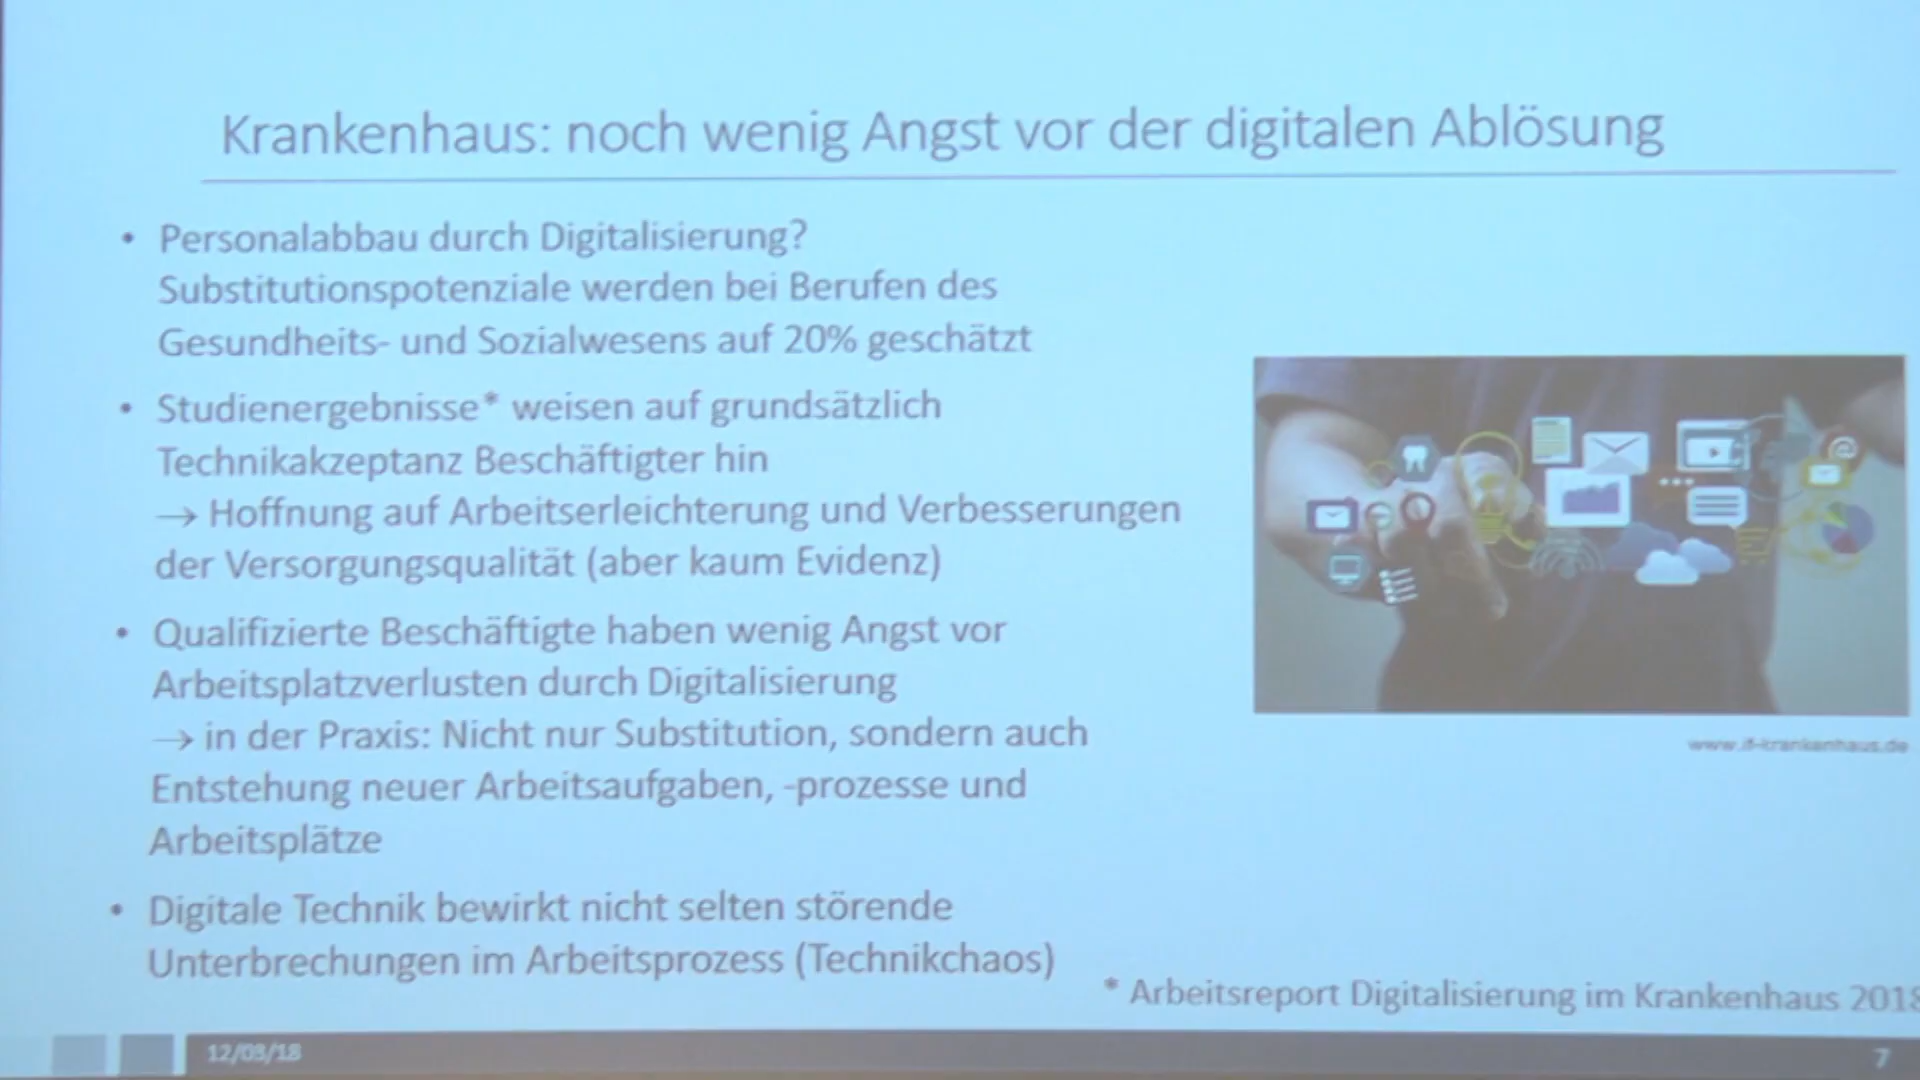 Krankenhaus: noch wenig Angst vor der digitalen Ablösung
• Personalabbau durch Digitalisierung?
Substitutionspotenziale werden bei Berufen des
Gesundheits- und Sozialwesens auf 20% geschätzt
• Studienergebnisse* weisen auf grundsätzlich
Technikakzeptanz Beschäftigter hin
→ Hoffnung auf Arbeitserleichterung und Verbesserungen
der Versorgungsqualität (aber kaum Evidenz)
• Qualifizierte Beschäftigte haben wenig Angst vor
Arbeitsplatzverlusten durch Digitalisierung
→ in der Praxis: Nicht nur Substitution, sondern auch
Entstehung neuer Arbeitsaufgaben, -prozesse und
Arbeitsplätze
• Digitale Technik bewirkt nicht selten störende
Unterbrechungen im Arbeitsprozess (Technikchaos)
www.if-krankenhaus.de
* Arbeitsreport Digitalisierung im Krankenhaus 2018
12/03/18
7